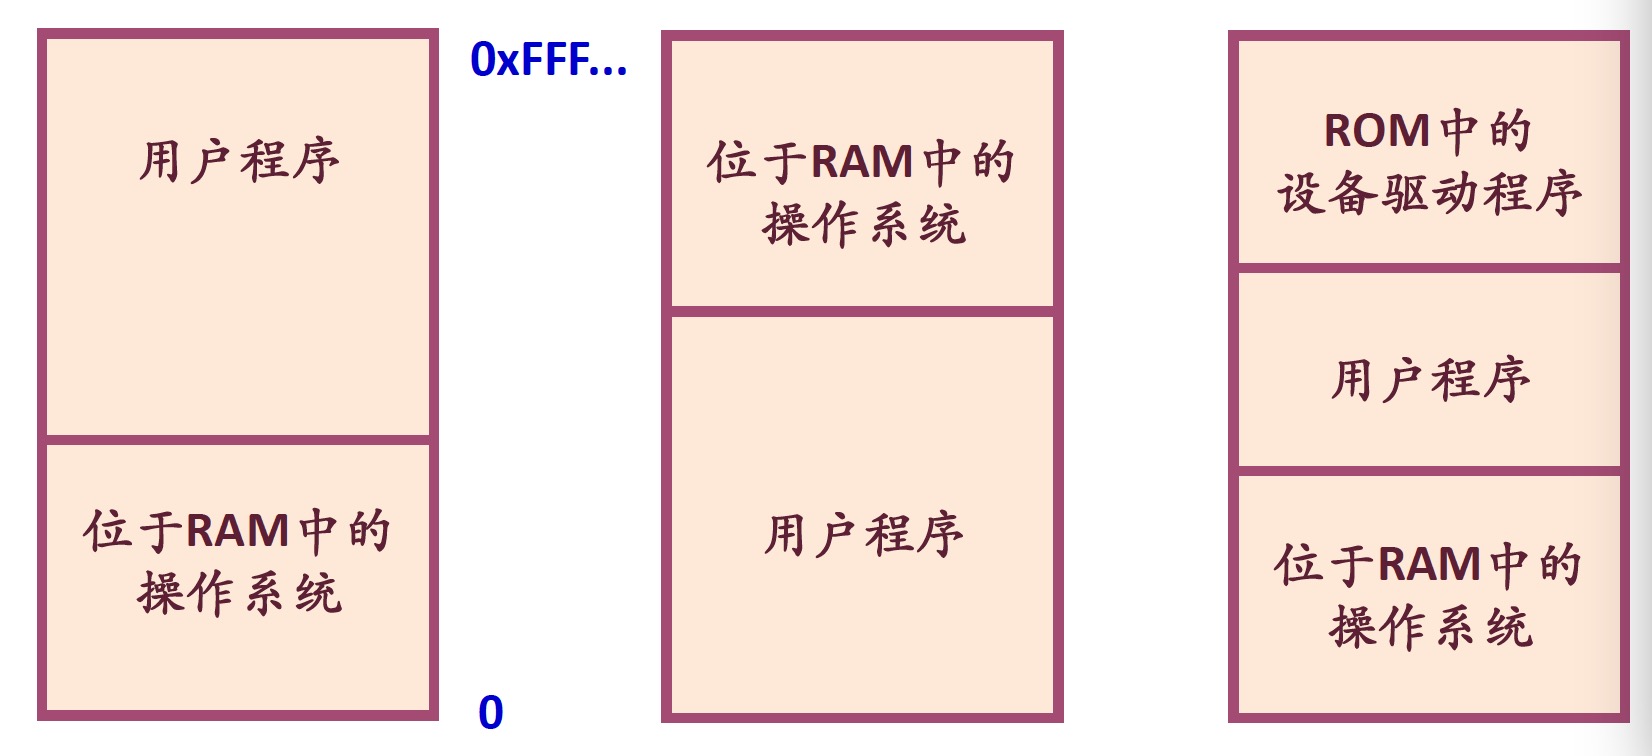 用户程序
位于RAM中的
操作系统
0xFFF...
0
位于RAM中的
操作系统
用户程序
ROM中的
设备驱动程序
用户程序
位于RAM中的
操作系统